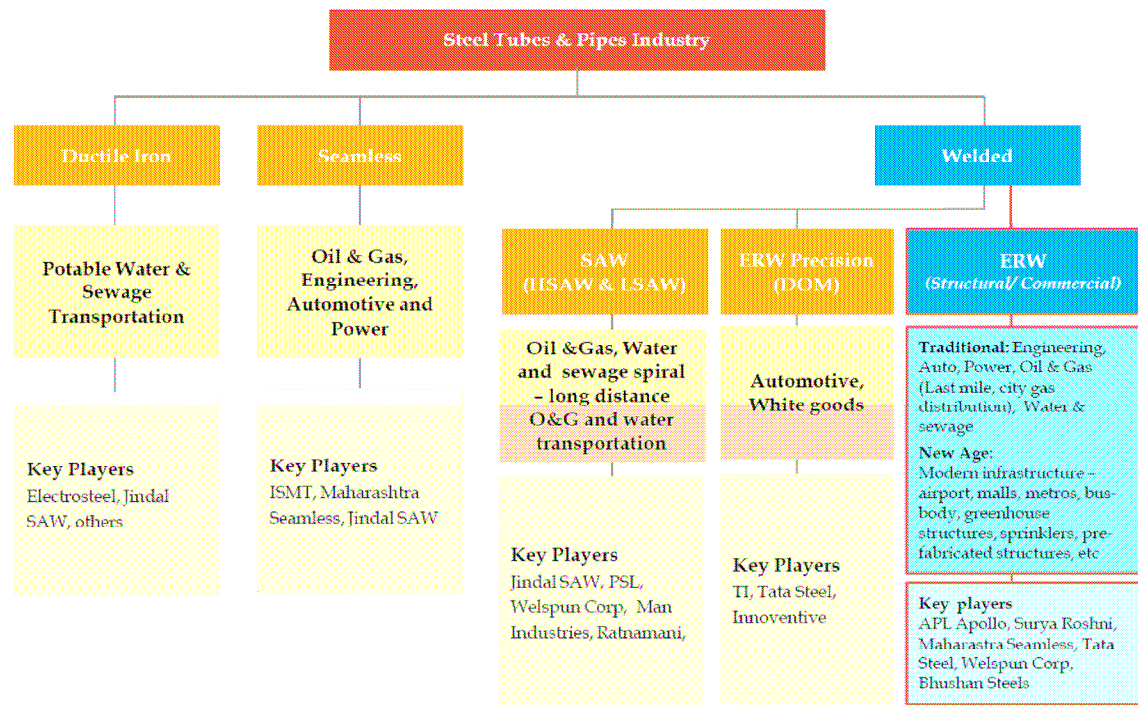 Steel Tubes & Pipes Industry
Ductile Iron
Seamless
Welded
Potable Water &
Sewage
Transportation
Oil & Gas,
Engineering,
Automotive and
Power
SAW
(HSAW & LSAW)
ERW Precision
(DOM)
ERW
(Structural/ Commercial)
Oil &Gas, Water
and sewage spiral
– long distance
O&G and water
transportation
Automotive,
White goods
Traditional: Engineering,
Auto, Power, Oil & Gas
(Last mile, city gas
distribution), Water &
sewage
New Age:
Modern infrastructure –
airport, malls, metros, bus-
body, greenhouse
structures, sprinklers, pre-
fabricated structures, etc
Key Players
Electrosteel, Jindal
SAW, others
Key Players
ISMT, Maharashtra
Seamless, Jindal SAW
Key Players
Jindal SAW, PSL,
Welspun Corp, Man
Industries, Ratnamani,
Key Players
TI, Tata Steel,
Innoventive
Key players
APL Apollo, Surya Roshni,
Maharastra Seamless, Tata
Steel, Welspun Corp,
Bhushan Steels